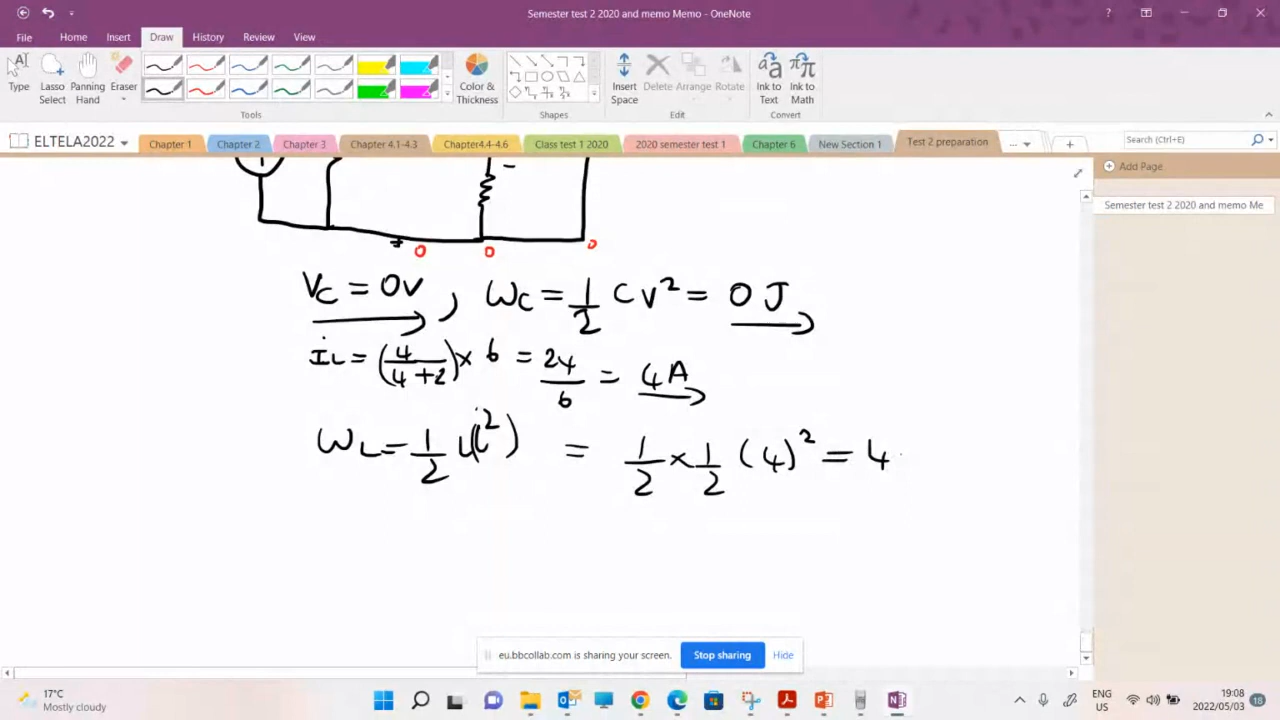 Semester test 2 2020 and memo Memo - OneNote
File Home Insert Draw History Review View
Type Lasso Select Panning Hand Eraser Color & Thickness Insert Space Delete Arrange Rotate Ink to Text Ink to Math
Tools Shapes Edit Convert
ELTELA2022 Chapter 1 Chapter 2 Chapter 3 Chapter 4.1-4.3 Chapter4.4-4.6 Class test 1 2020 2020 semester test 1 Chapter 6 New Section 1 Test 2 preparation ... Search (Ctrl+E)
Add Page
Semester test 2 2020 and memo Me
-
+ 0 0 0
Vc = 0V , Wc = 1/2 CV² = 0 J
iL = (4/(4+2)) × 6 = 24/6 = 4A
WL = 1/2 L(i²) = 1/2 × 1/2 (4)² = 4
eu.bbcollab.com is sharing your screen. Stop sharing Hide
17°C
Mostly cloudy
ENG
US
19:08
2022/05/03